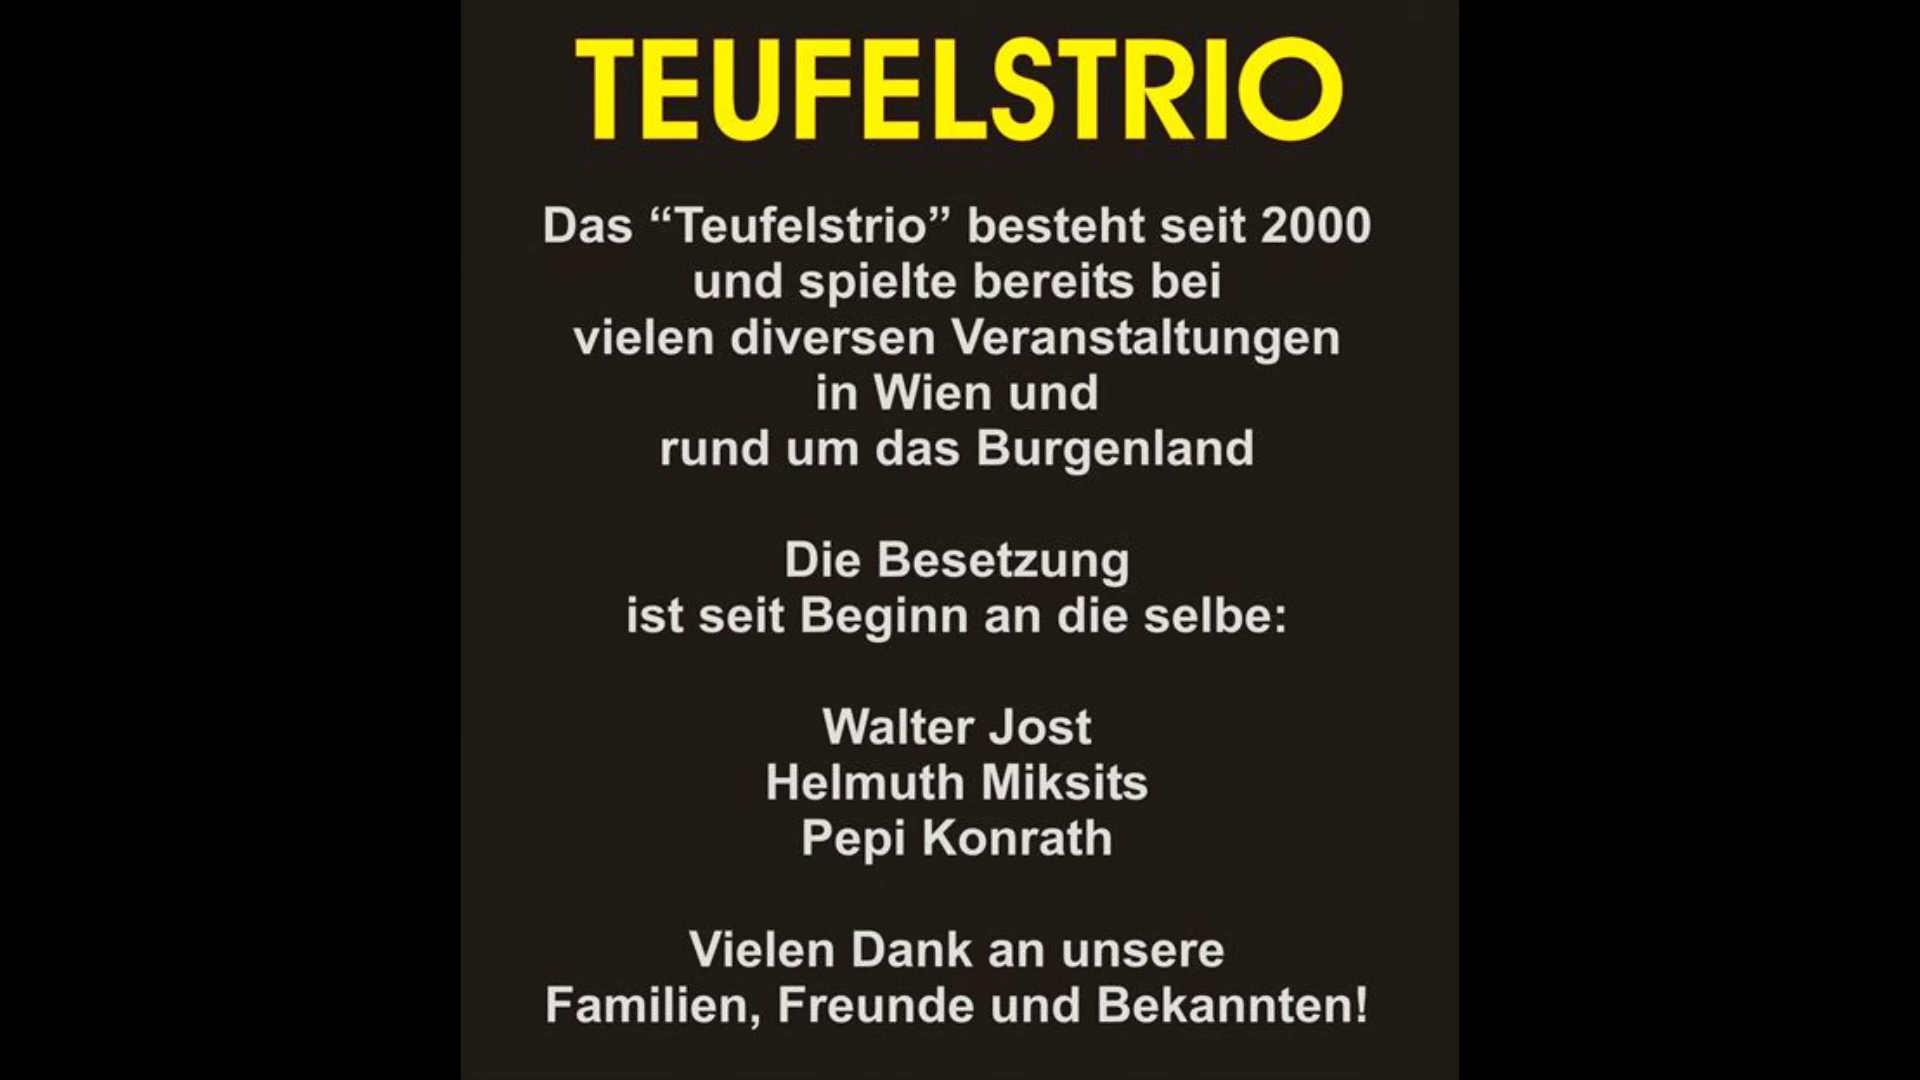 TEUFELSTRIO
Das “Teufelstrio” besteht seit 2000
und spielte bereits bei
vielen diversen Veranstaltungen
in Wien und
rund um das Burgenland
Die Besetzung
ist seit Beginn an die selbe:
Walter Jost
Helmuth Miksits
Pepi Konrath
Vielen Dank an unsere
Familien, Freunde und Bekannten!